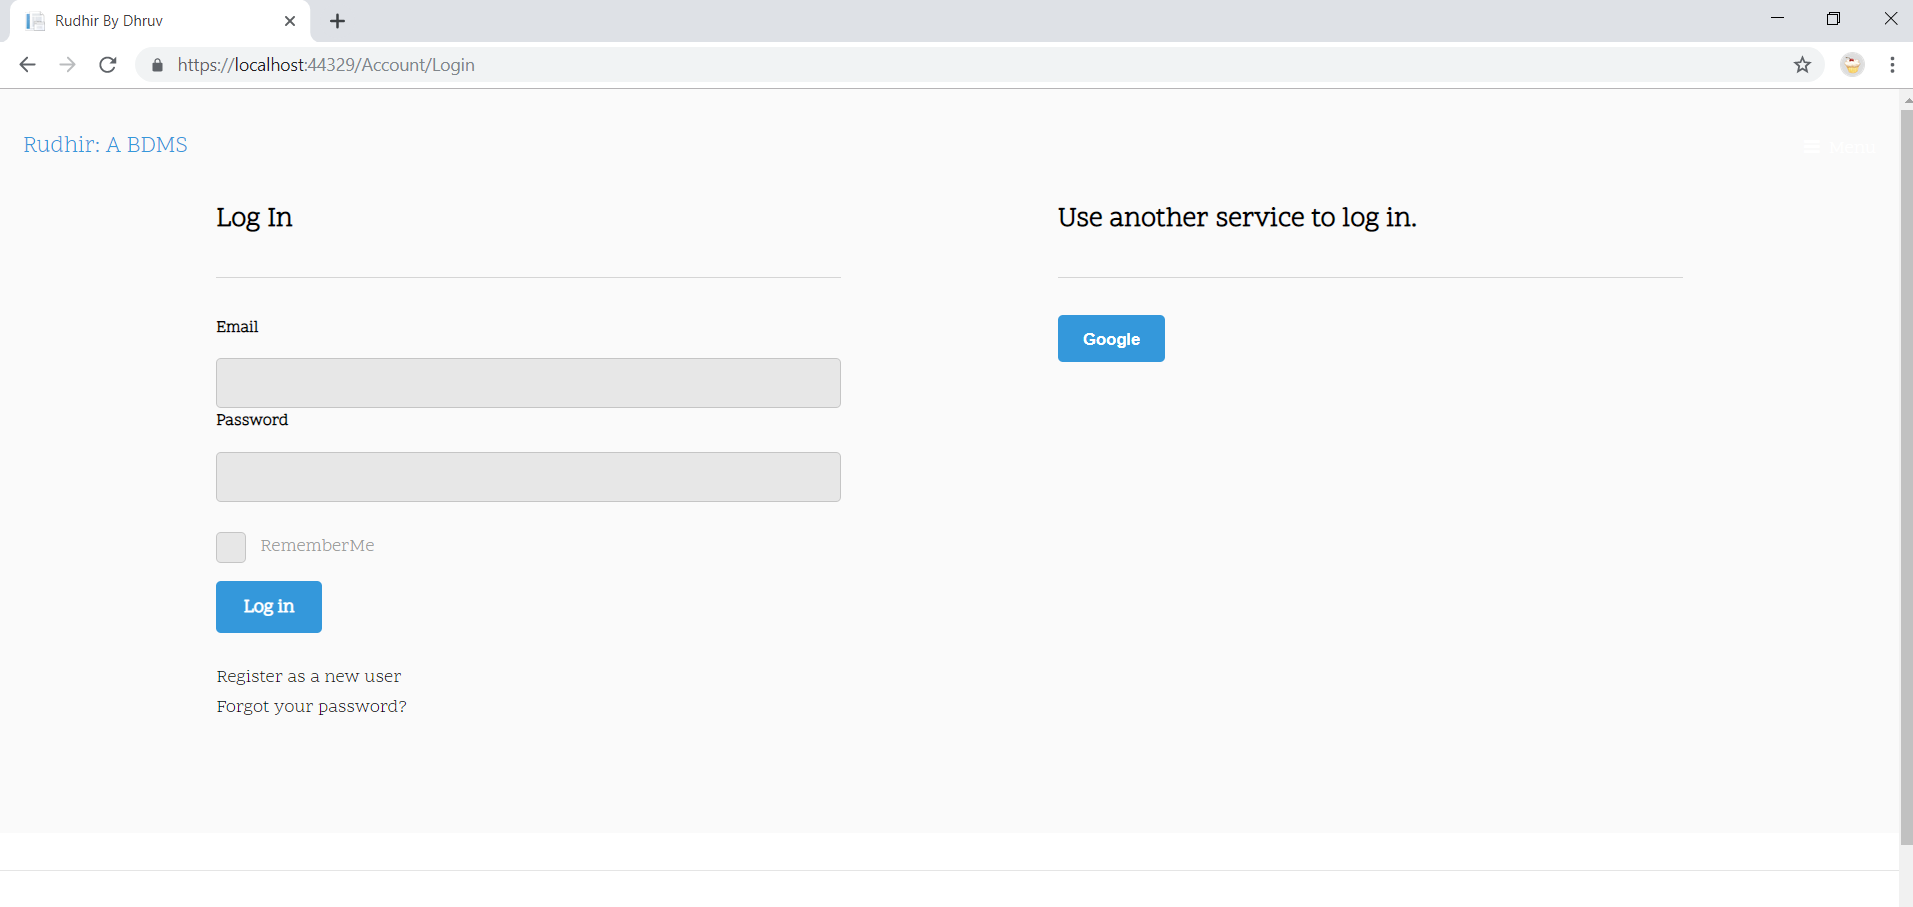 Rudhir By Dhruv
https://localhost:44329/Account/Login
Rudhir: A BDMS
Menu
Log In
Use another service to log in.
Email
Google
Password
RememberMe
Log in
Register as a new user
Forgot your password?